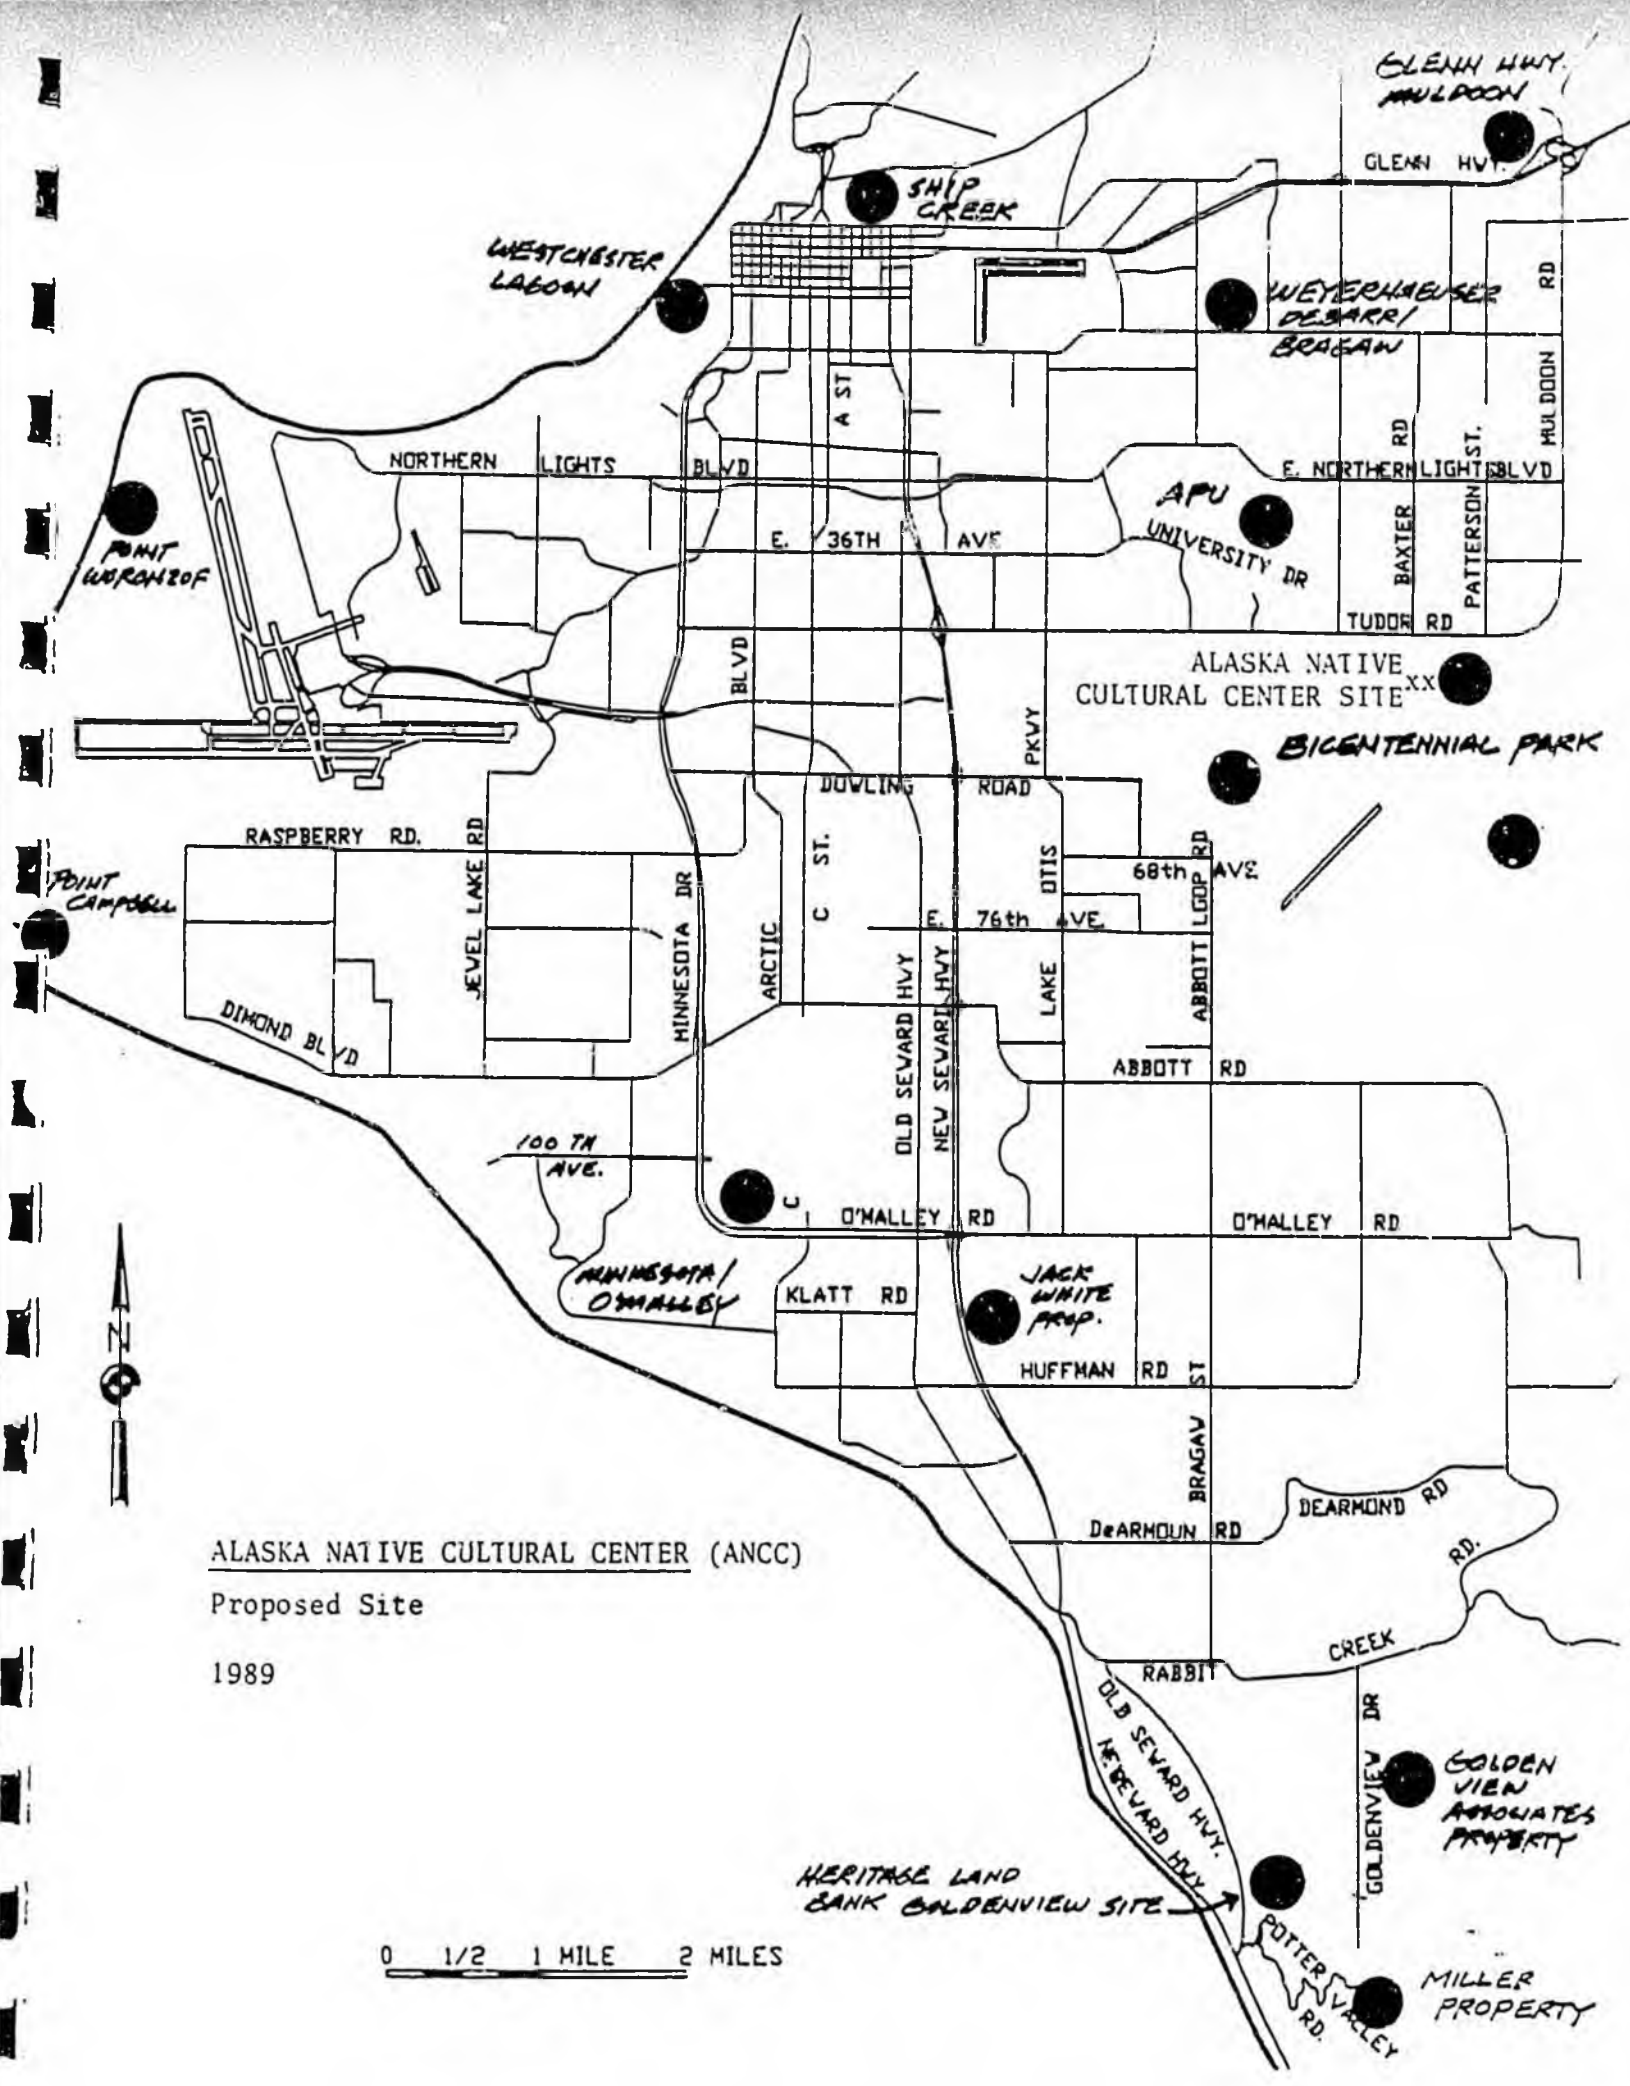 GLENN HWY.
MULDOON
GLENN HWY.
SHIP
CREEK
WESTCHESTER
LAGOON
WEYERHAEUSER
DEBARR/
BRAGAW
MULDOON RD
A ST
NORTHERN LIGHTS BLVD
E. NORTHERN LIGHTS BLVD
BAXTER RD
PATTERSON ST.
APU
UNIVERSITY DR
E. 36TH AVE
POINT
WORONZOF
TUDOR RD
ALASKA NATIVE
CULTURAL CENTER SITE xx
BICENTENNIAL PARK
ARCTIC BLVD
DOWLING ROAD
LAKE OTIS PKWY
RASPBERRY RD.
JEWEL LAKE RD
MINNESOTA DR
C ST.
68th AVE
ABBOTT LOOP RD
E. 76th AVE
POINT
CAMPBELL
OLD SEWARD HWY
NEW SEWARD HWY
DIMOND BLVD
ABBOTT RD
100 TH
AVE.
C
O'MALLEY RD
O'MALLEY RD
MINNESOTA/
O'MALLEY
KLATT RD
JACK
WHITE
PROP.
HUFFMAN RD
BRAGAW ST
N
DEARMOND RD
DeARMOUN RD
ALASKA NATIVE CULTURAL CENTER (ANCC)
Proposed Site
1989
RABBIT CREEK RD.
OLD SEWARD HWY.
NEW SEWARD HWY
GOLDENVIEW DR
GOLDEN
VIEW
ASSOCIATES
PROPERTY
HERITAGE LAND
BANK GOLDENVIEW SITE
POTTER VALLEY RD.
MILLER
PROPERTY
0 1/2 1 MILE 2 MILES